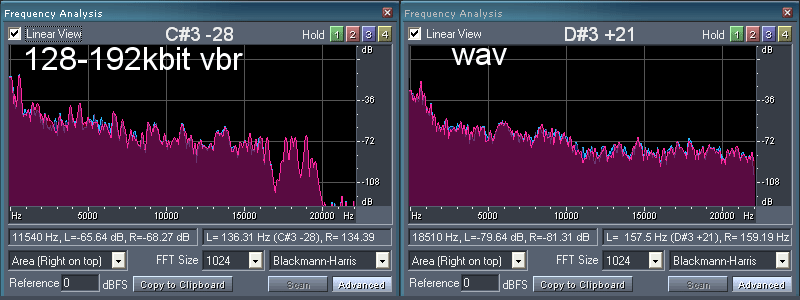 Frequency Analysis
Linear View
C#3 -28
Hold 1 2 3 4
128-192kbit vbr
dB
-36
-72
-108
dB
Hz 5000 10000 15000 20000 Hz
11540 Hz, L=-65.64 dB, R=-68.27 dB
L= 136.31 Hz (C#3 -28), R= 134.39
Area (Right on top)
FFT Size 1024
Blackmann-Harris
Reference 0 dBFS
Copy to Clipboard
Scan
Advanced
Frequency Analysis
Linear View
D#3 +21
Hold 1 2 3 4
wav
dB
-36
-72
-108
dB
Hz 5000 10000 15000 20000 Hz
18510 Hz, L=-79.64 dB, R=-81.31 dB
L= 157.5 Hz (D#3 +21), R= 159.19 Hz
Area (Right on top)
FFT Size 1024
Blackmann-Harris
Reference 0 dBFS
Copy to Clipboard
Scan
Advanced